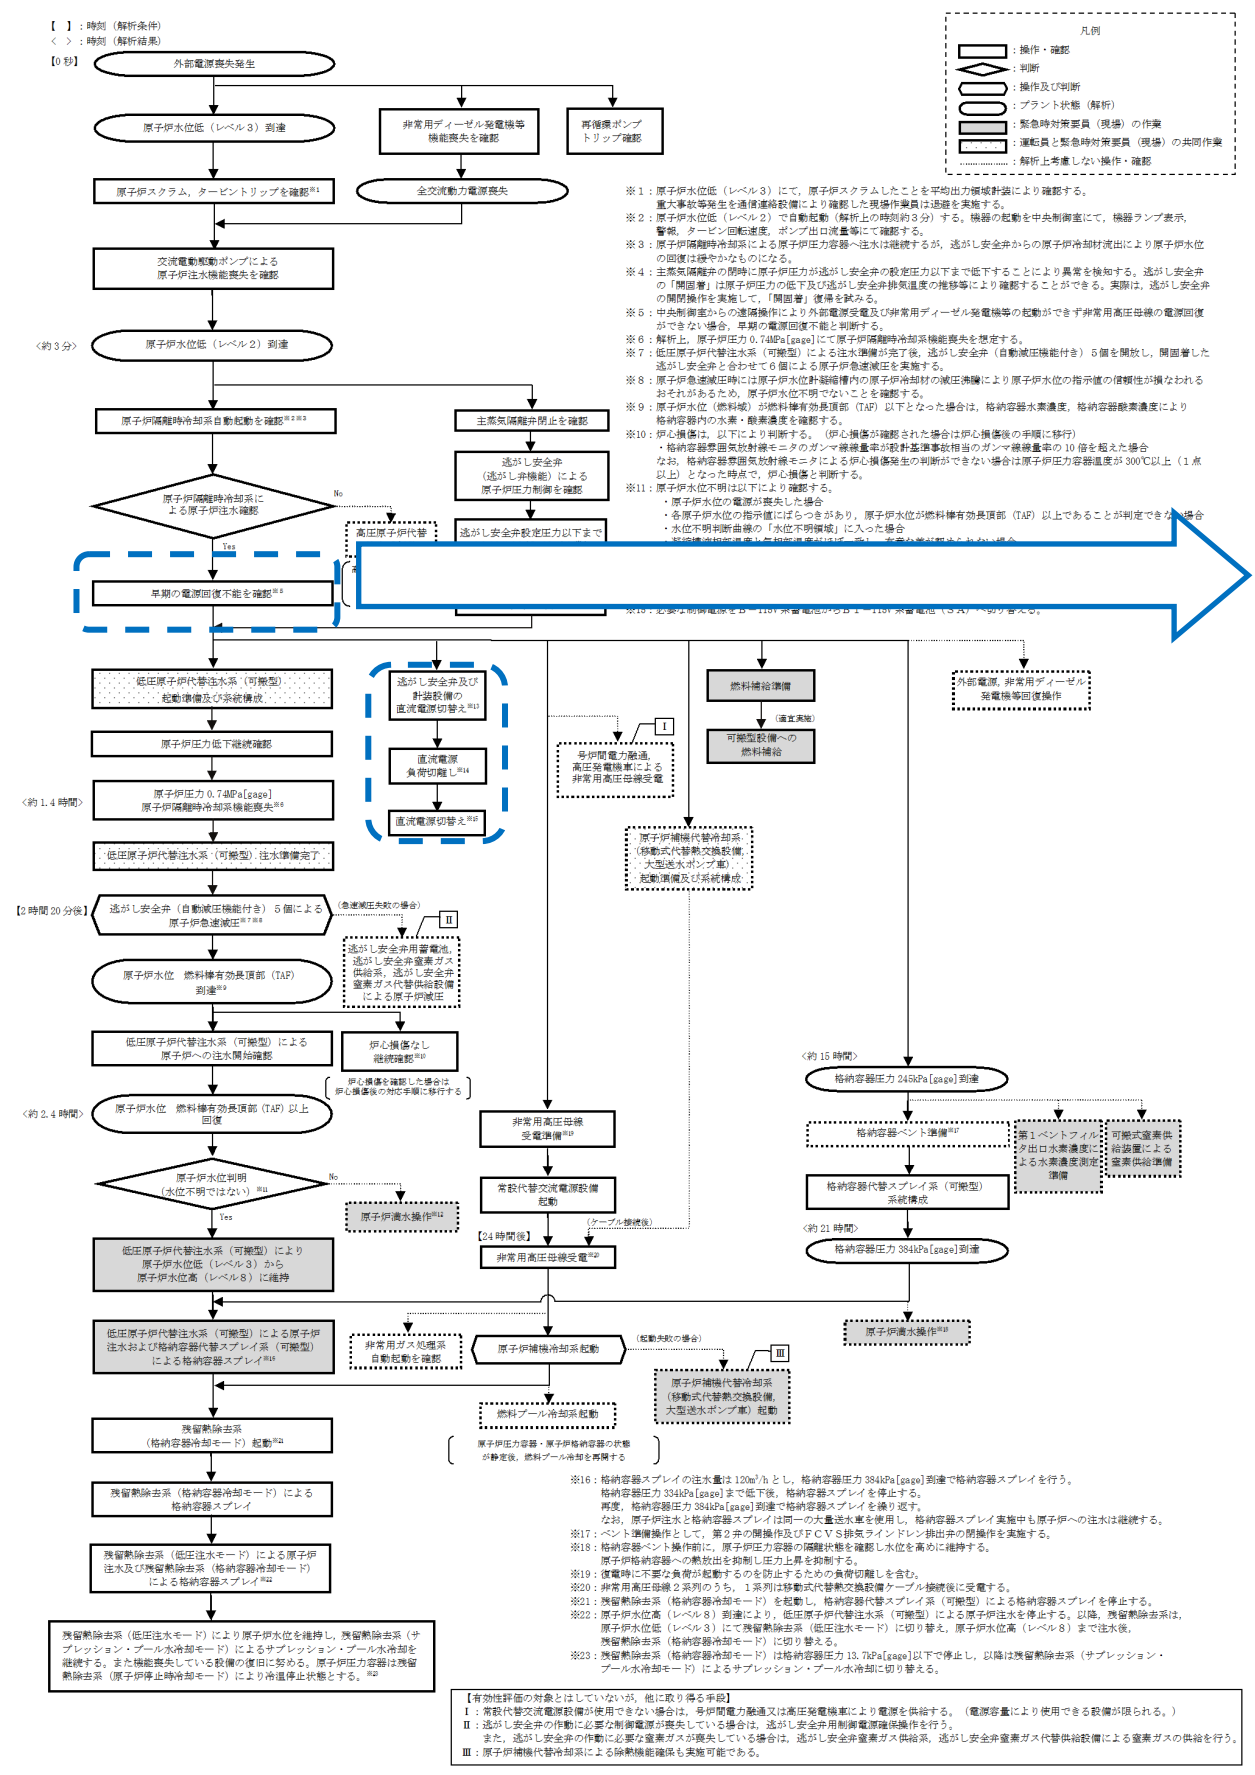 【　】：時刻（解析条件）
＜　＞：時刻（解析結果）
【0秒】
外部電源喪失発生
凡例
：操作・確認
：判断
：操作及び判断
：プラント状態（解析）
：緊急時対策要員（現場）の作業
：運転員と緊急時対策要員（現場）の共同作業
：解析上考慮しない操作・確認
原子炉水位低（レベル3）到達
非常用ディーゼル発電機等
機能喪失を確認
再循環ポンプ
トリップ確認
原子炉スクラム，タービントリップを確認※1
全交流動力電源喪失
交流電動駆動ポンプによる
原子炉注水機能喪失を確認
＜約3分＞
原子炉水位低（レベル2）到達
原子炉隔離時冷却系自動起動を確認※2※3
主蒸気隔離弁閉止を確認
逃がし安全弁
（逃がし弁機能）による
原子炉圧力制御を確認
原子炉隔離時冷却系に
よる原子炉注水確認
No
Yes
高圧原子炉代替
逃がし安全弁設定圧力以下まで
早期の電源回復不能を確認※5
※1：原子炉水位低（レベル3）にて，原子炉スクラムしたことを平均出力領域計装により確認する。
重大事故等発生を通信連絡設備により確認した現場作業員は退避を実施する。
※2：原子炉水位低（レベル2）で自動起動（解析上の時刻約3分）する。機器の起動を中央制御室にて，機器ランプ表示，
警報，タービン回転速度，ポンプ出口流量等にて確認する。
※3：原子炉隔離時冷却系による原子炉圧力容器へ注水は継続するが，逃がし安全弁からの原子炉冷却材流出により原子炉水位
の回復は緩やかなものになる。
※4：主蒸気隔離弁の閉時に原子炉圧力が逃がし安全弁の設定圧力以下まで低下することにより異常を検知する。逃がし安全弁
の「開固着」は原子炉圧力の低下及び逃がし安全弁排気温度の推移等により確認することができる。実際は，逃がし安全弁
の開閉操作を実施して，「開固着」復帰を試みる。
※5：中央制御室からの遠隔操作により外部電源受電及び非常用ディーゼル発電機等の起動ができず非常用高圧母線の電源回復
ができない場合，早期の電源回復不能と判断する。
※6：解析上，原子炉圧力0.74MPa[gage]にて原子炉隔離時冷却系機能喪失を想定する。
※7：低圧原子炉代替注水系（可搬型）による注水準備が完了後，逃がし安全弁（自動減圧機能付き）5個を開放し，開固着した
逃がし安全弁と合わせて6個による原子炉急速減圧を実施する。
※8：原子炉急速減圧時には原子炉水位計凝縮槽内の原子炉冷却材の減圧沸騰により原子炉水位の指示値の信頼性が損なわれる
おそれがあるため，原子炉水位不明でないことを確認する。
※9：原子炉水位（燃料域）が燃料棒有効長頂部（TAF）以下となった場合は，格納容器水素濃度，格納容器酸素濃度により
格納容器内の水素・酸素濃度を確認する。
※10：炉心損傷は，以下により判断する。（炉心損傷が確認された場合は炉心損傷後の手順に移行）
・格納容器雰囲気放射線モニタのガンマ線線量率が設計基準事故相当のガンマ線線量率の10倍を超えた場合
なお，格納容器雰囲気放射線モニタによる炉心損傷発生の判断ができない場合は原子炉圧力容器温度が300℃以上（1点
以上）となった時点で，炉心損傷と判断する。
※11：原子炉水位不明は以下により確認する。
・原子炉水位の電源が喪失した場合
・各原子炉水位の指示値にばらつきがあり，原子炉水位が燃料棒有効長頂部（TAF）以上であることが判定できない場合
・水位不明判断曲線の「水位不明領域」に入った場合
※15：必要な制御電源をB－115V系蓄電池からB1－115V系蓄電池（SA）へ切り替える。
低圧原子炉代替注水系（可搬型）
起動準備及び系統構成
逃がし安全弁及び
計装設備の
直流電源切替え※13
直流電源
負荷切離し※14
直流電源切替え※15
燃料補給準備
（適宜実施）
可搬型設備への
燃料補給
外部電源，非常用ディーゼル
発電機等回復操作
Ⅰ
号炉間電力融通，
高圧発電機車による
非常用高圧母線受電
原子炉圧力低下継続確認
＜約1.4時間＞
原子炉圧力0.74MPa[gage]
原子炉隔離時冷却系機能喪失※6
低圧原子炉代替注水系（可搬型）注水準備完了
原子炉補機代替冷却系
（移動式代替熱交換設備，
大型送水ポンプ車）
起動準備及び系統構成
【2時間20分後】
逃がし安全弁（自動減圧機能付き）5個による
原子炉急速減圧※7※8
（急速減圧失敗の場合）
Ⅱ
逃がし安全弁用蓄電池，
逃がし安全弁窒素ガス
供給系，逃がし安全弁
窒素ガス代替供給設備
による原子炉減圧
原子炉水位　燃料棒有効長頂部（TAF）
到達※9
低圧原子炉代替注水系（可搬型）による
原子炉への注水開始確認
炉心損傷なし
継続確認※10
炉心損傷を確認した場合は
炉心損傷後の対応手順に移行する
＜約2.4時間＞
原子炉水位　燃料棒有効長頂部（TAF）以上
回復
原子炉水位判明
（水位不明ではない）※11
No
Yes
原子炉満水操作※12
低圧原子炉代替注水系（可搬型）により
原子炉水位低（レベル3）から
原子炉水位高（レベル8）に維持
非常用高圧母線
受電準備※19
常設代替交流電源設備
起動
（ケーブル接続後）
【24時間後】
非常用高圧母線受電※20
＜約15時間＞
格納容器圧力245kPa[gage]到達
格納容器ベント準備※17
第1ベントフィル
タ出口水素濃度に
よる水素濃度測定
準備
可搬式窒素供
給装置による
窒素供給準備
格納容器代替スプレイ系（可搬型）
系統構成
＜約21時間＞
格納容器圧力384kPa[gage]到達
原子炉満水操作※18
低圧原子炉代替注水系（可搬型）による原子炉
注水および格納容器代替スプレイ系（可搬型）
による格納容器スプレイ※16
非常用ガス処理系
自動起動を確認
原子炉補機冷却系起動
（起動失敗の場合）
Ⅲ
原子炉補機代替冷却系
（移動式代替熱交換設備，
大型送水ポンプ車）起動
燃料プール冷却系起動
原子炉圧力容器・原子炉格納容器の状態
が静定後，燃料プール冷却を再開する
残留熱除去系
（格納容器冷却モード）起動※21
残留熱除去系（格納容器冷却モード）による
格納容器スプレイ
残留熱除去系（低圧注水モード）による原子炉
注水及び残留熱除去系（格納容器冷却モード）
による格納容器スプレイ※22
残留熱除去系（低圧注水モード）により原子炉水位を維持し，残留熱除去系（サ
プレッション・プール水冷却モード）によるサプレッション・プール水冷却を
継続する。また機能喪失している設備の復旧に努める。原子炉圧力容器は残留
熱除去系（原子炉停止時冷却モード）により冷温停止状態とする。※23
※16：格納容器スプレイの注水量は120m³/hとし，格納容器圧力384kPa[gage]到達で格納容器スプレイを行う。
格納容器圧力334kPa[gage]まで低下後，格納容器スプレイを停止する。
再度，格納容器圧力384kPa[gage]到達で格納容器スプレイを繰り返す。
なお，原子炉注水と格納容器スプレイは同一の大量送水車を使用し，格納容器スプレイ実施中も原子炉への注水は継続する。
※17：ベント準備操作として，第2弁の開操作及びFCVS排気ラインドレン排出弁の閉操作を実施する。
※18：格納容器ベント操作前に，原子炉圧力容器の隔離状態を確認し水位を高めに維持する。
原子炉格納容器への熱放出を抑制し圧力上昇を抑制する。
※19：復電時に不要な負荷が起動するのを防止するための負荷切離しを含む。
※20：非常用高圧母線2系列のうち，1系列は移動式代替熱交換設備ケーブル接続後に受電する。
※21：残留熱除去系（格納容器冷却モード）を起動し，格納容器代替スプレイ系（可搬型）による格納容器スプレイを停止する。
※22：原子炉水位高（レベル8）到達により，低圧原子炉代替注水系（可搬型）による原子炉注水を停止する。以降，残留熱除去系は，
原子炉水位低（レベル3）にて残留熱除去系（低圧注水モード）に切り替え，原子炉水位高（レベル8）まで注水後，
残留熱除去系（格納容器冷却モード）に切り替える。
※23：残留熱除去系（格納容器冷却モード）は格納容器圧力13.7kPa[gage]以下で停止し，以降は残留熱除去系（サプレッション・
プール水冷却モード）によるサプレッション・プール水冷却に切り替える。
【有効性評価の対象とはしていないが，他に取り得る手段】
Ⅰ：常設代替交流電源設備が使用できない場合は，号炉間電力融通又は高圧発電機車により電源を供給する。（電源容量により使用できる設備が限られる。）
Ⅱ：逃がし安全弁の作動に必要な制御電源が喪失している場合は，逃がし安全弁用制御電源確保操作を行う。
また，逃がし安全弁の作動に必要な窒素ガスが喪失している場合は，逃がし安全弁窒素ガス供給系，逃がし安全弁窒素ガス代替供給設備による窒素ガスの供給を行う。
Ⅲ：原子炉補機代替冷却系による除熱機能確保も実施可能である。